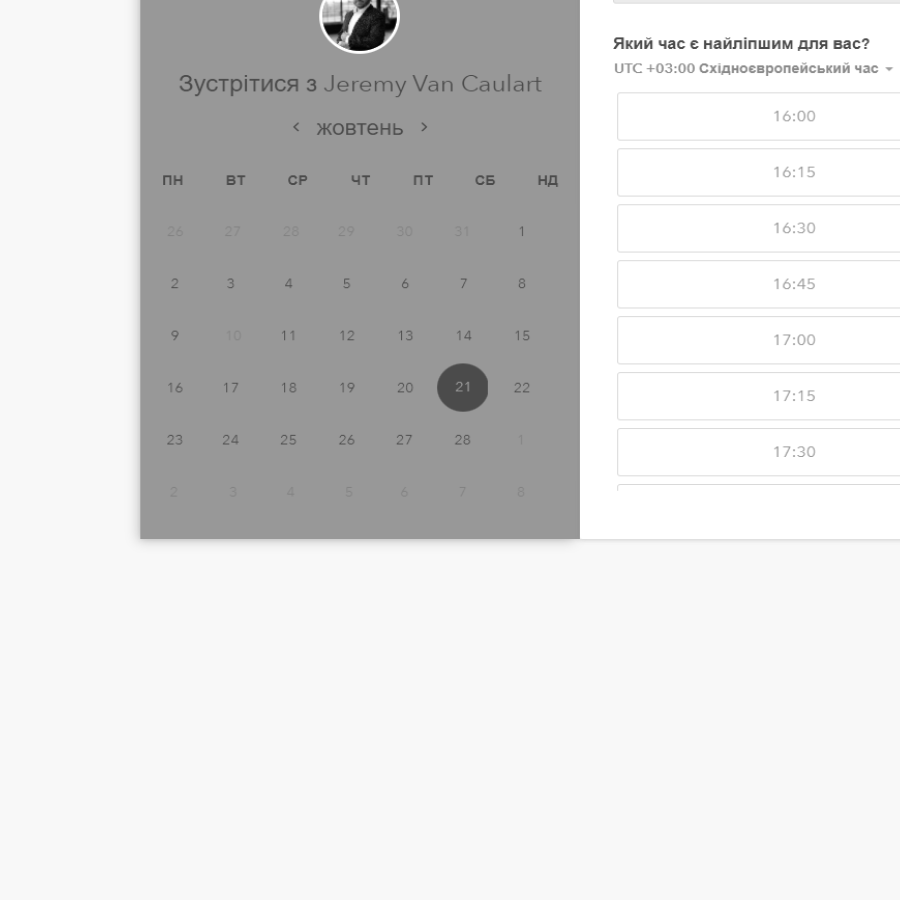 Зустрітися з Jeremy Van Caulart
жовтень
ПН ВТ СР ЧТ ПТ СБ НД
26 27 28 29 30 31 1
2 3 4 5 6 7 8
9 10 11 12 13 14 15
16 17 18 19 20 21 22
23 24 25 26 27 28 1
2 3 4 5 6 7 8
Який час є найліпшим для вас?
UTC +03:00 Східноєвропейський час
16:00
16:15
16:30
16:45
17:00
17:15
17:30